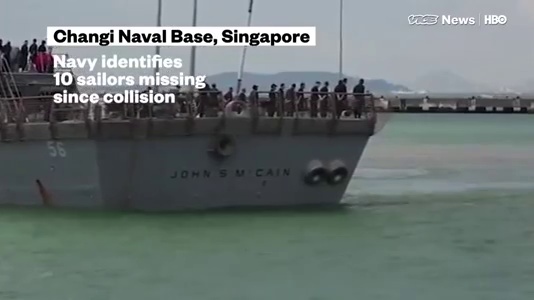 VICE News | HBO
Changi Naval Base, Singapore
Navy identifies
10 sailors missing
since collision
56
JOHN S McCAIN